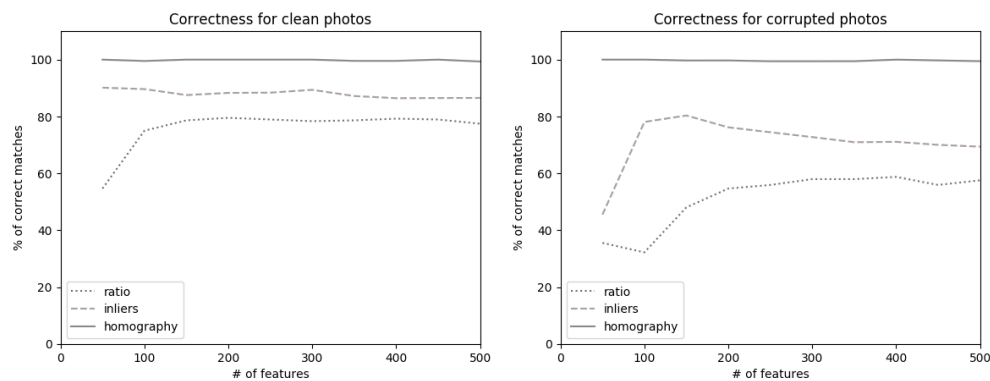 Correctness for clean photos
% of correct matches
100
80
60
40
20
0
ratio
inliers
homography
0 100 200 300 400 500
# of features
Correctness for corrupted photos
% of correct matches
100
80
60
40
20
0
ratio
inliers
homography
0 100 200 300 400 500
# of features